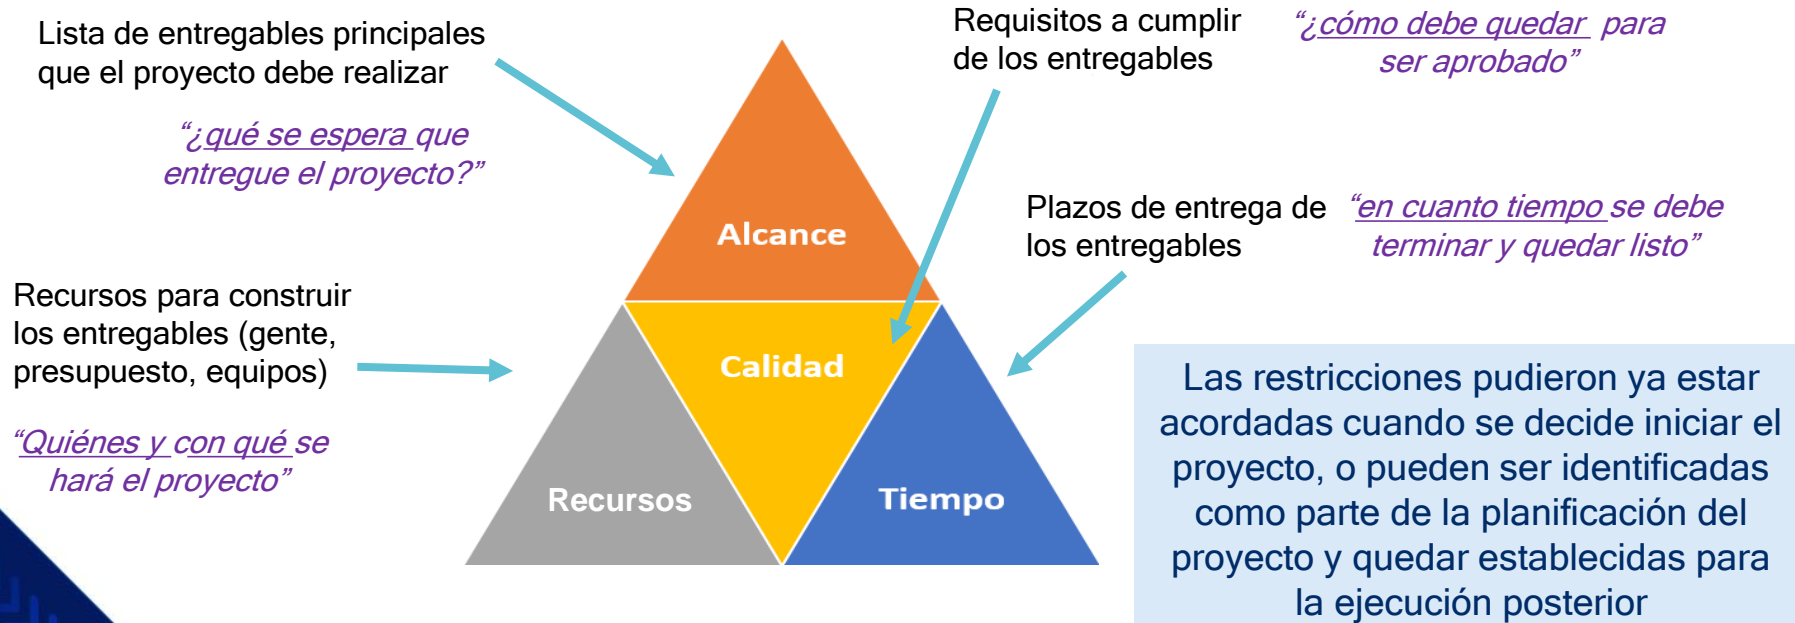 Lista de entregables principales
que el proyecto debe realizar
“¿qué se espera que
entregue el proyecto?”
Requisitos a cumplir
de los entregables
“¿cómo debe quedar para
ser aprobado”
Alcance
Plazos de entrega de
los entregables
“en cuanto tiempo se debe
terminar y quedar listo”
Recursos para construir
los entregables (gente,
presupuesto, equipos)
“Quiénes y con qué se
hará el proyecto”
Calidad
Recursos
Tiempo
Las restricciones pudieron ya estar
acordadas cuando se decide iniciar el
proyecto, o pueden ser identificadas
como parte de la planificación del
proyecto y quedar establecidas para
la ejecución posterior